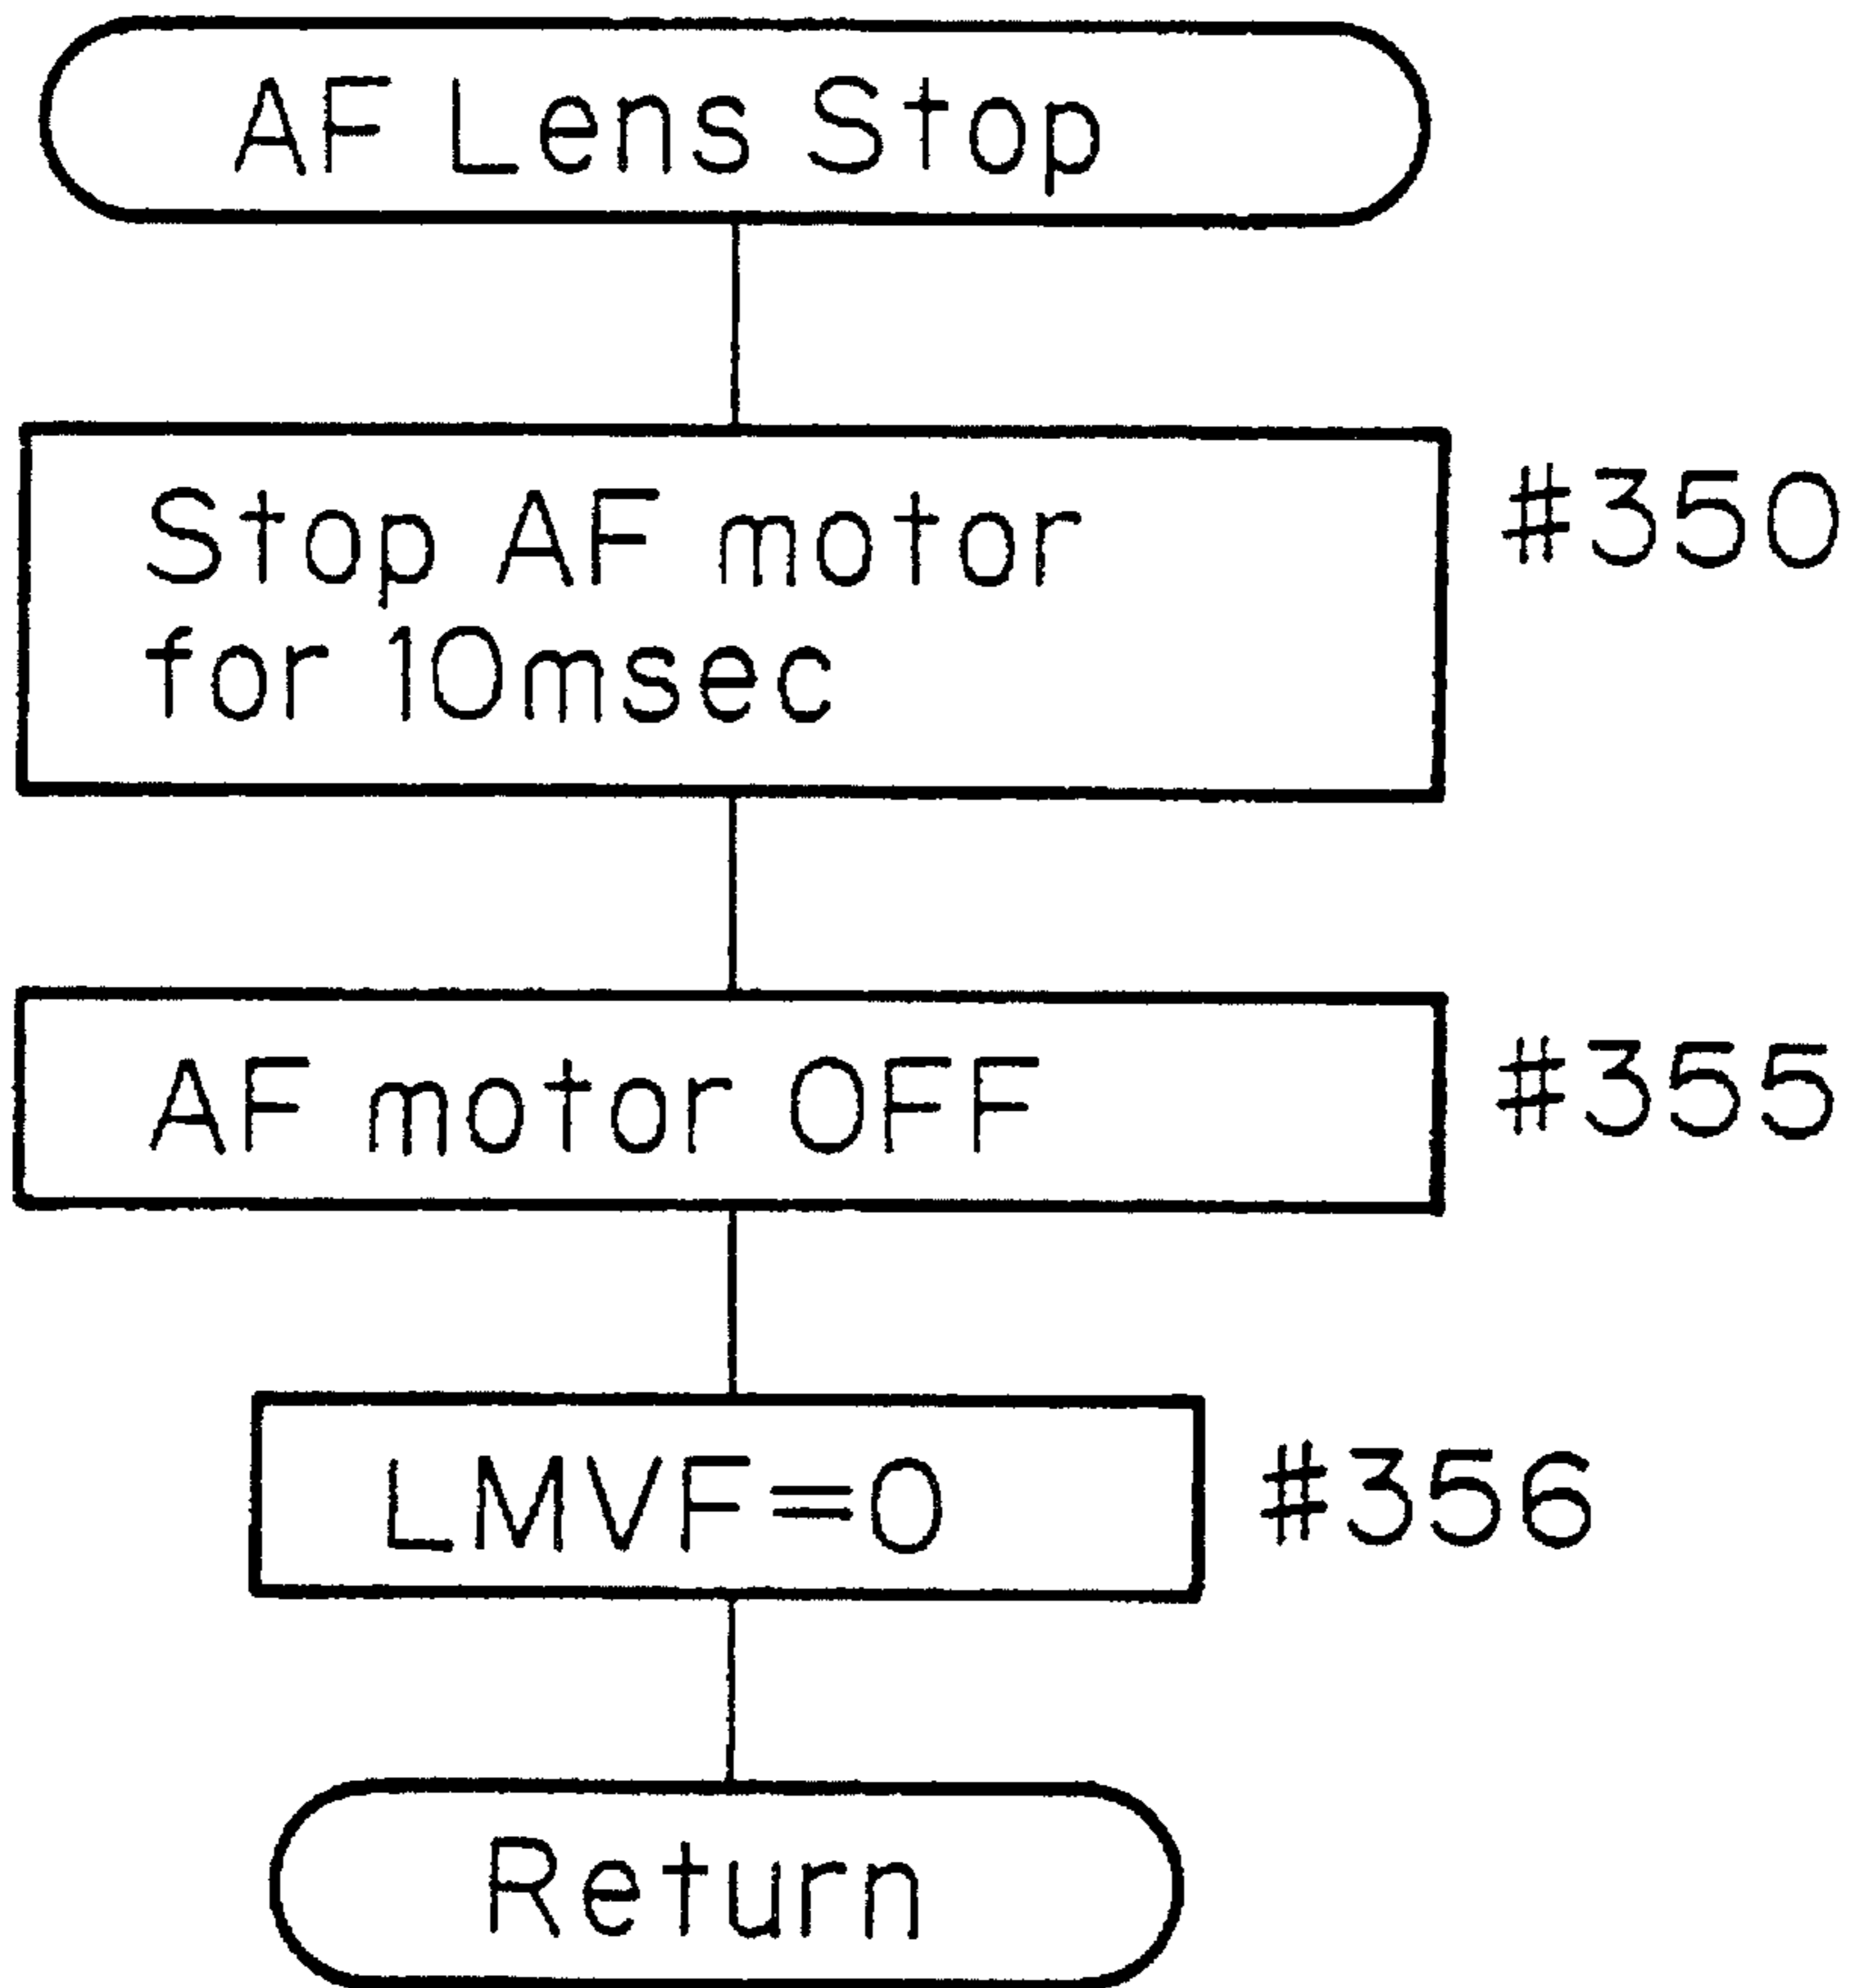 AF Lens Stop
Stop AF motor
for 10msec
#350
AF motor OFF
#355
LMVF=0
#356
Return